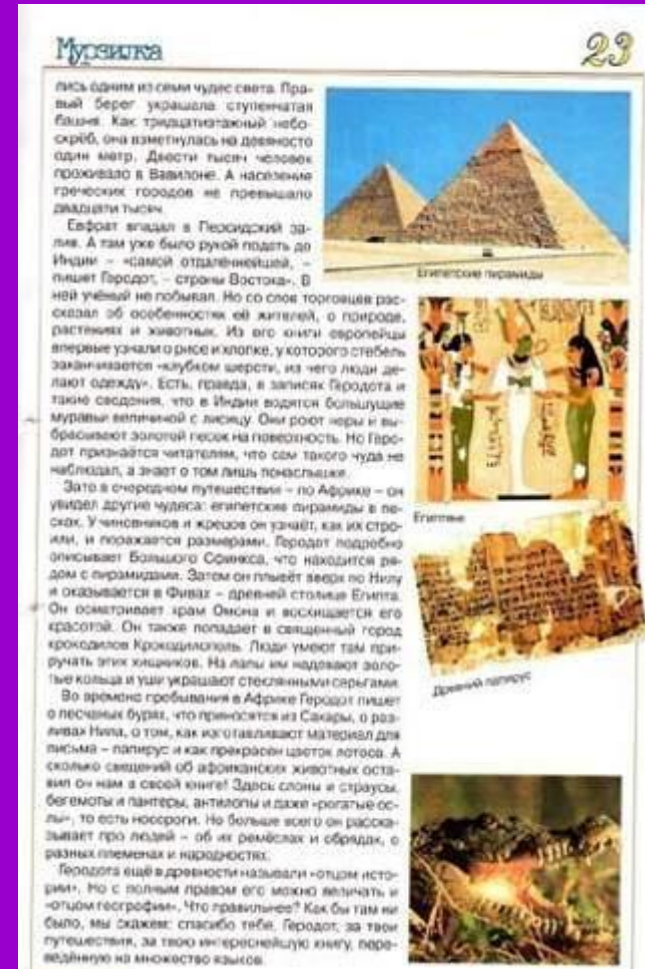 Мурзилка
23
лись одним из семи чудес света. Пра-
вый берег украшала ступенчатая
башня. Как тридцатиэтажный небо-
скрёб, она взметнулась на девяносто
один метр. Двести тысяч человек
проживало в Вавилоне. А население
греческих городов не превышало
двадцати тысяч.
Евфрат впадал в Персидский за-
лив. А там уже было рукой подать до
Индии – «самой отдалённейшей, –
пишет Геродот, – страны Востока». В
ней учёный не побывал. Но со слов торговцев рас-
сказал об особенностях её жителей, о природе,
растениях и животных. Из его книги европейцы
впервые узнали о рисе и хлопке, у которого стебель
заканчивается «клубком шерсти, из чего люди де-
лают одежду». Есть, правда, в записях Геродота и
такие сведения, что в Индии водятся большущие
муравьи величиной с лисицу. Они роют норы и вы-
брасывают золотой песок на поверхность. Но Геро-
дот признаётся читателям, что сам такого чуда не
наблюдал, а знает о том лишь понаслышке.
Зато в очередном путешествии – по Африке – он
увидел другие чудеса: египетские пирамиды в пе-
сках. У чиновников и жрецов он узнаёт, как их стро-
или, и поражается размерами. Геродот подробно
описывает Большого Сфинкса, что находится ря-
дом с пирамидами. Затем он плывёт вверх по Нилу
и оказывается в Фивах – древней столице Египта.
Он осматривает храм Омона и восхищается его
красотой. Он также попадает в священный город
крокодилов Крокодилополь. Люди умеют там при-
ручать этих хищников. На лапы им надевают золо-
тые кольца и уши украшают стеклянными серьгами.
Во времена пребывания в Африке Геродот пишет
о песчаных бурях, что приносятся из Сахары, о раз-
ливах Нила, о том, как изготавливают материал для
письма – папирус и как прекрасен цветок лотоса. А
сколько сведений об африканских животных оста-
вил он нам в своей книге! Здесь слоны и страусы,
бегемоты и пантеры, антилопы и даже «рогатые ос-
лы», то есть носороги. Но больше всего он расска-
зывает про людей – об их ремёслах и обрядах, о
разных племенах и народностях.
Геродота ещё в древности называли «отцом исто-
рии». Но с полным правом его можно величать и
«отцом географии». Что правильнее? Как бы там ни
было, мы скажем: спасибо тебе, Геродот, за твои
путешествия, за твою интереснейшую книгу, пере-
ведённую на множество языков.
Египетские пирамиды
Египтяне
Древний папирус